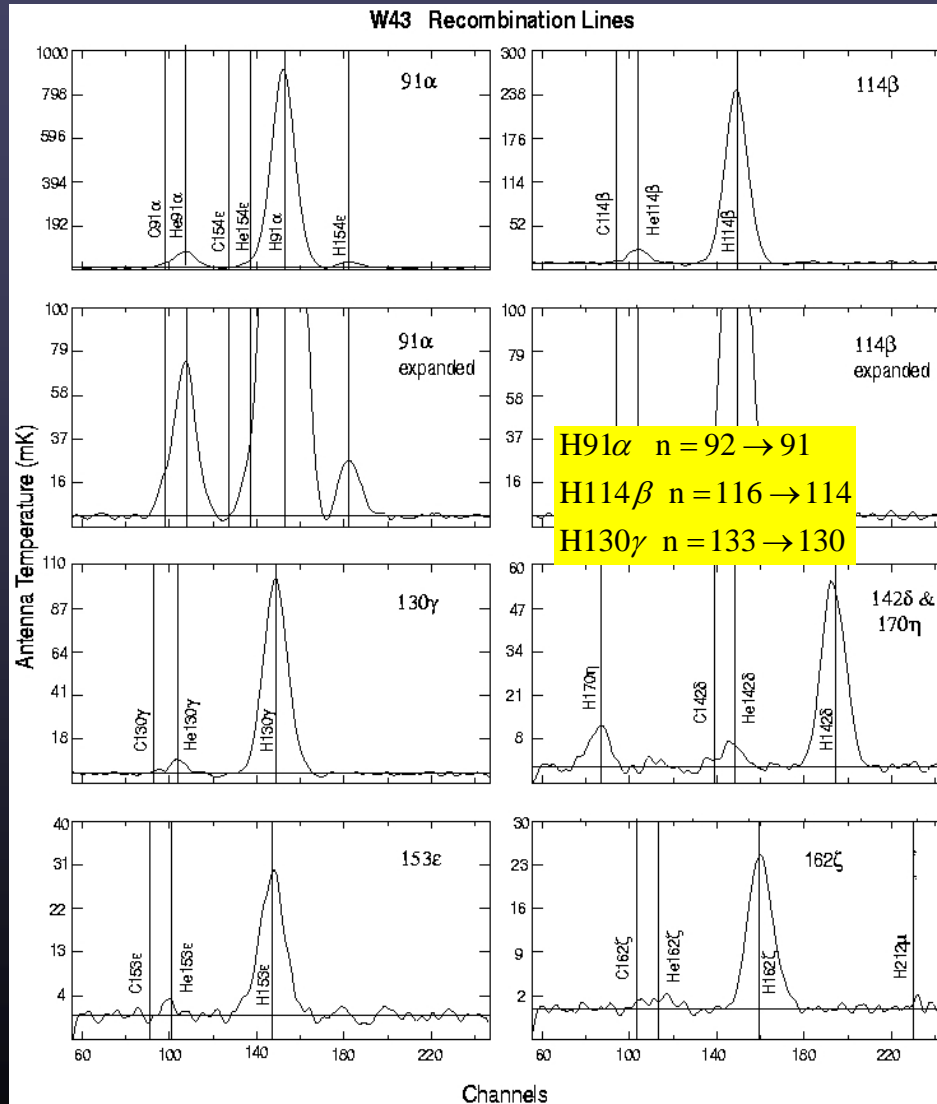 W43 Recombination Lines
1000
798
596
394
192
C91α
He91α
C154ε
He154ε
H91α
H154ε
91α
300
238
176
114
52
C114β
He114β
H114β
114β
100
79
58
37
16
91α
expanded
100
79
58
37
16
114β
expanded
H91α n = 92 → 91
H114β n = 116 → 114
H130γ n = 133 → 130
Antenna Temperature (mK)
110
87
64
41
18
C130γ
He130γ
H130γ
130γ
60
47
34
21
8
H170η
C142δ
He142δ
H142δ
142δ &
170η
40
31
22
13
4
C153ε
He153ε
H153ε
153ε
60 100 140 180 220
30
23
16
9
2
C162ζ
He162ζ
H162ζ
H212μ
162ζ
60 100 140 180 220
Channels